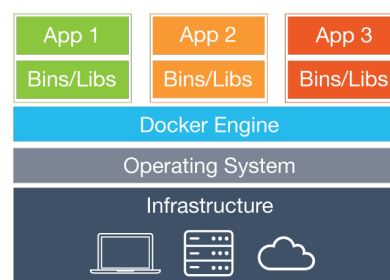 App 1 App 2 App 3
Bins/Libs Bins/Libs Bins/Libs
Docker Engine
Operating System
Infrastructure